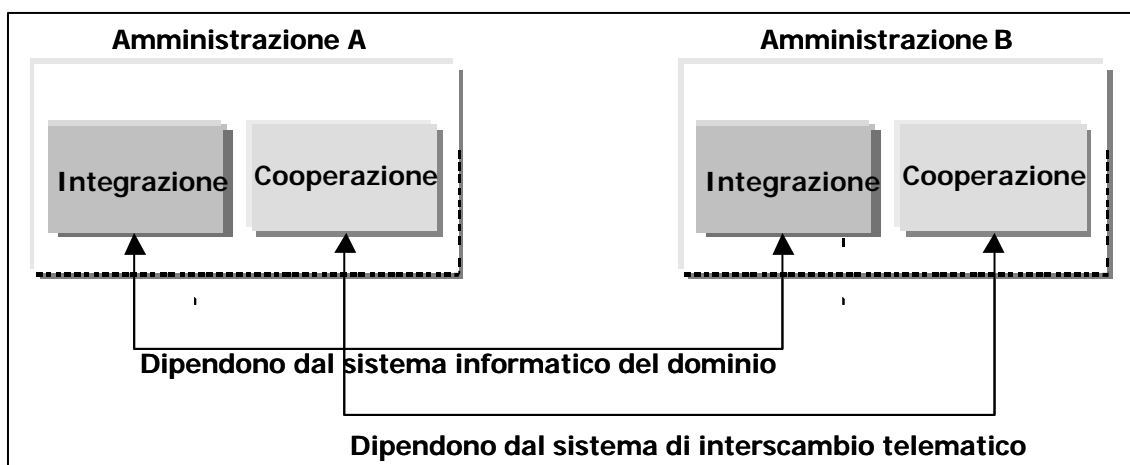 Amministrazione A
Amministrazione B
Integrazione
Cooperazione
Integrazione
Cooperazione
Dipendono dal sistema informatico del dominio
Dipendono dal sistema di interscambio telematico